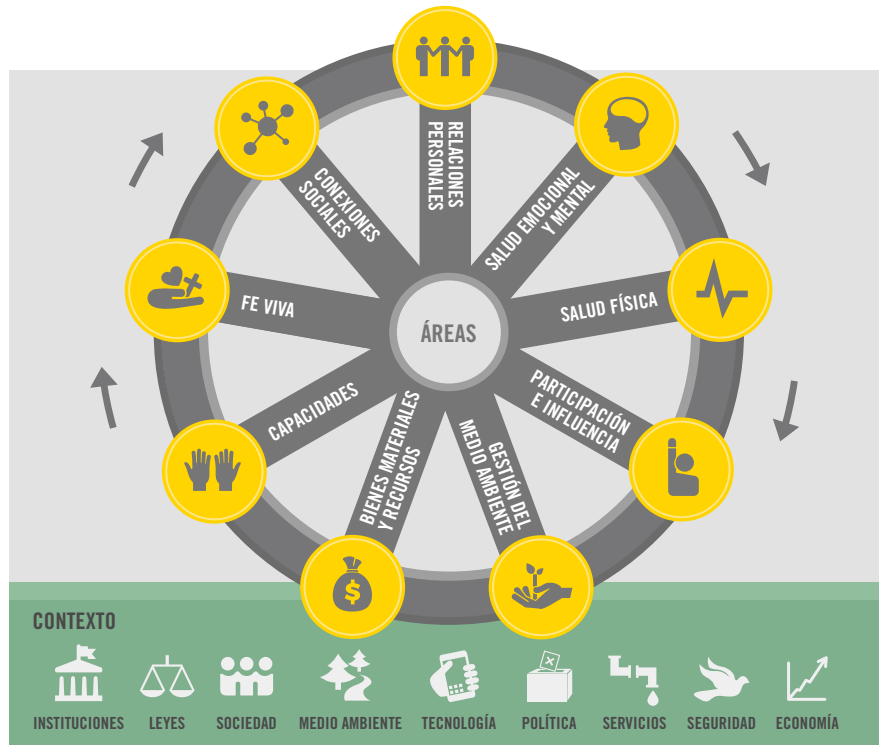 RELACIONES
PERSONALES
SALUD EMOCIONAL
Y MENTAL
SALUD FÍSICA
PARTICIPACIÓN
E INFLUENCIA
GESTIÓN DEL
MEDIO AMBIENTE
BIENES MATERIALES
Y RECURSOS
$
CAPACIDADES
FE VIVA
CONEXIONES
SOCIALES
ÁREAS
CONTEXTO
INSTITUCIONES
LEYES
SOCIEDAD
MEDIO AMBIENTE
TECNOLOGÍA
POLÍTICA
SERVICIOS
SEGURIDAD
ECONOMÍA